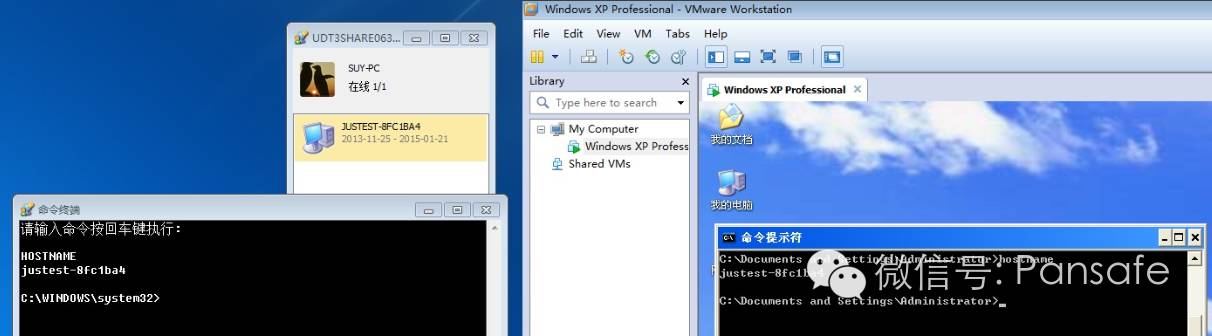 UDT3SHARE063...
SUY-PC
在线 1/1
JUSTEST-8FC1BA4
2013-11-25 - 2015-01-21
命令终端
请输入命令按回车键执行:
HOSTNAME
justest-8fc1ba4
C:\WINDOWS\system32>
Windows XP Professional - VMware Workstation
File Edit View VM Tabs Help
Library
Type here to search
My Computer
Windows XP Profess
Shared VMs
Windows XP Professional
我的文档
我的电脑
命令提示符
C:\Documents and Settings\Administrator>hostname
justest-8fc1ba4
C:\Documents and Settings\Administrator>_
微信号: Pansafe